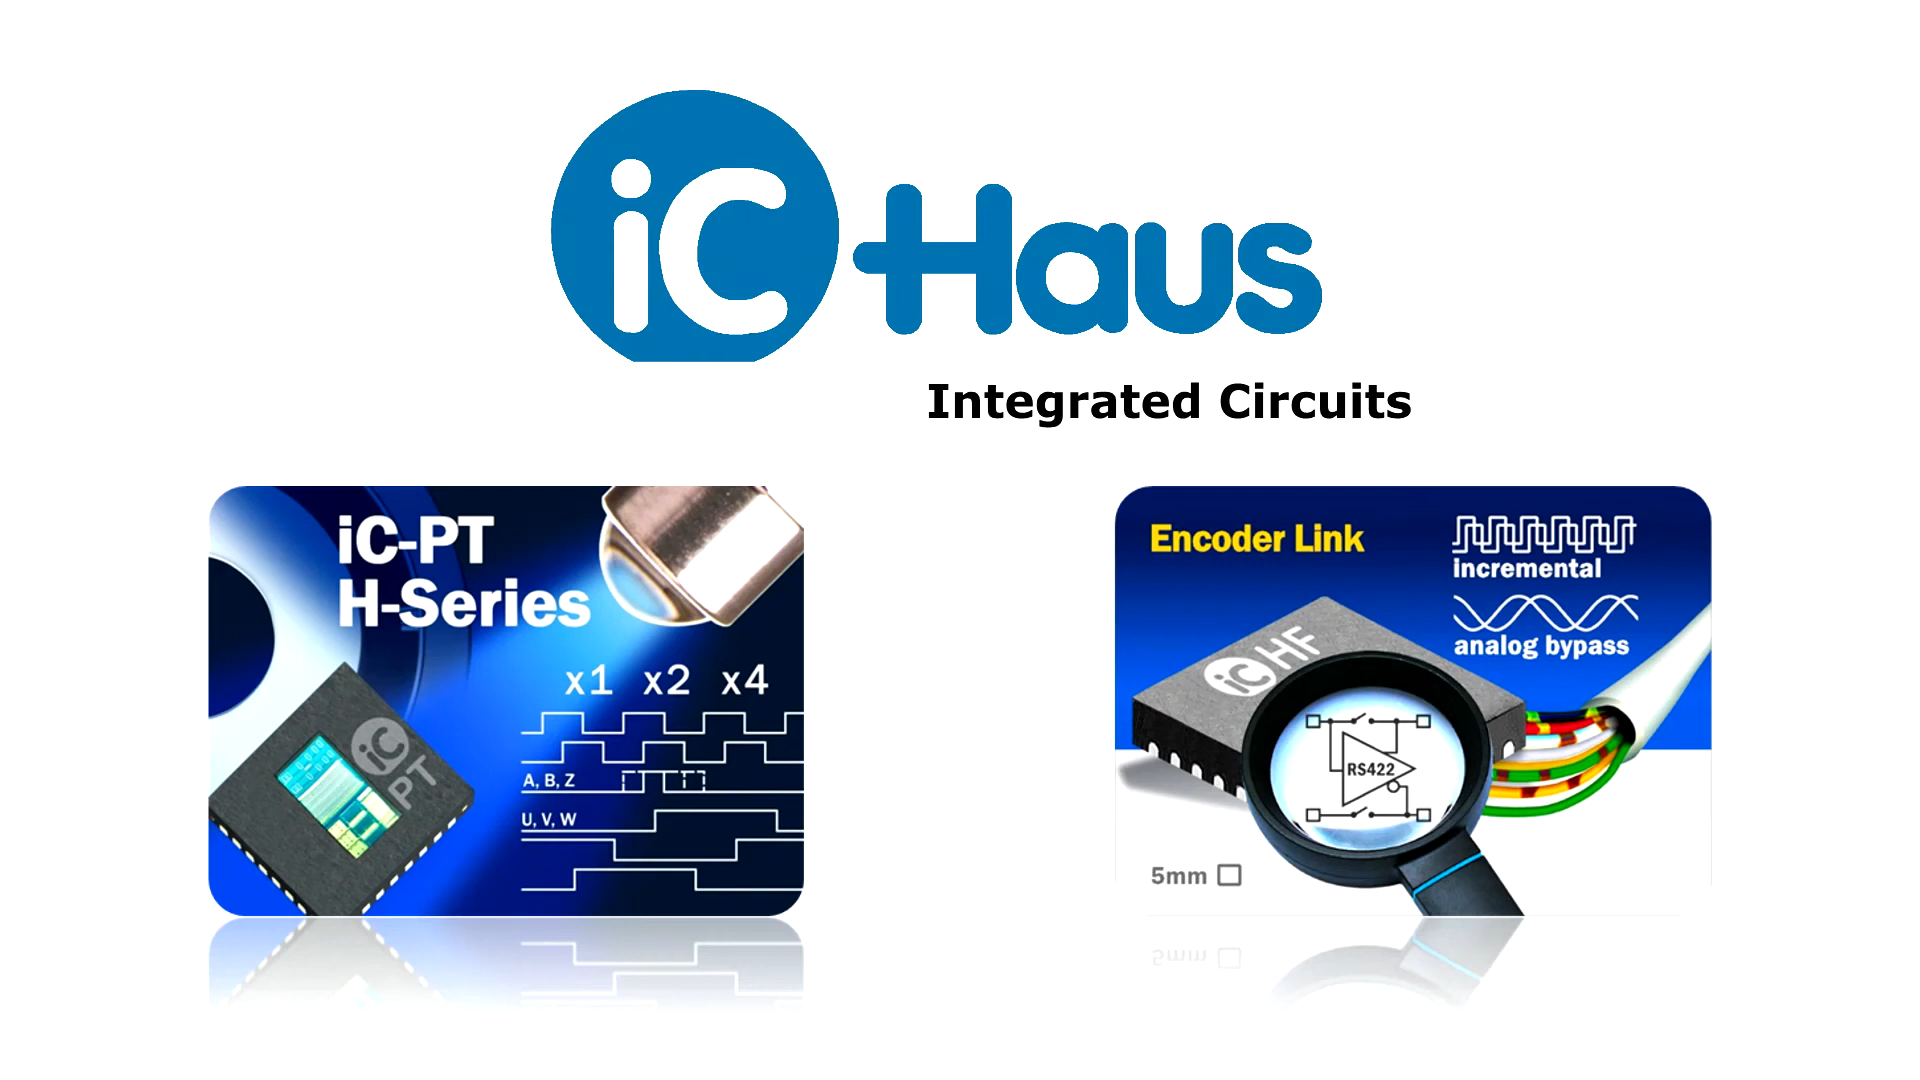 iC-Haus
Integrated Circuits
iC-PT
H-Series
x1 x2 x4
A, B, Z
U, V, W
iC
PT
Encoder Link
incremental
analog bypass
iC HF
RS422
5mm